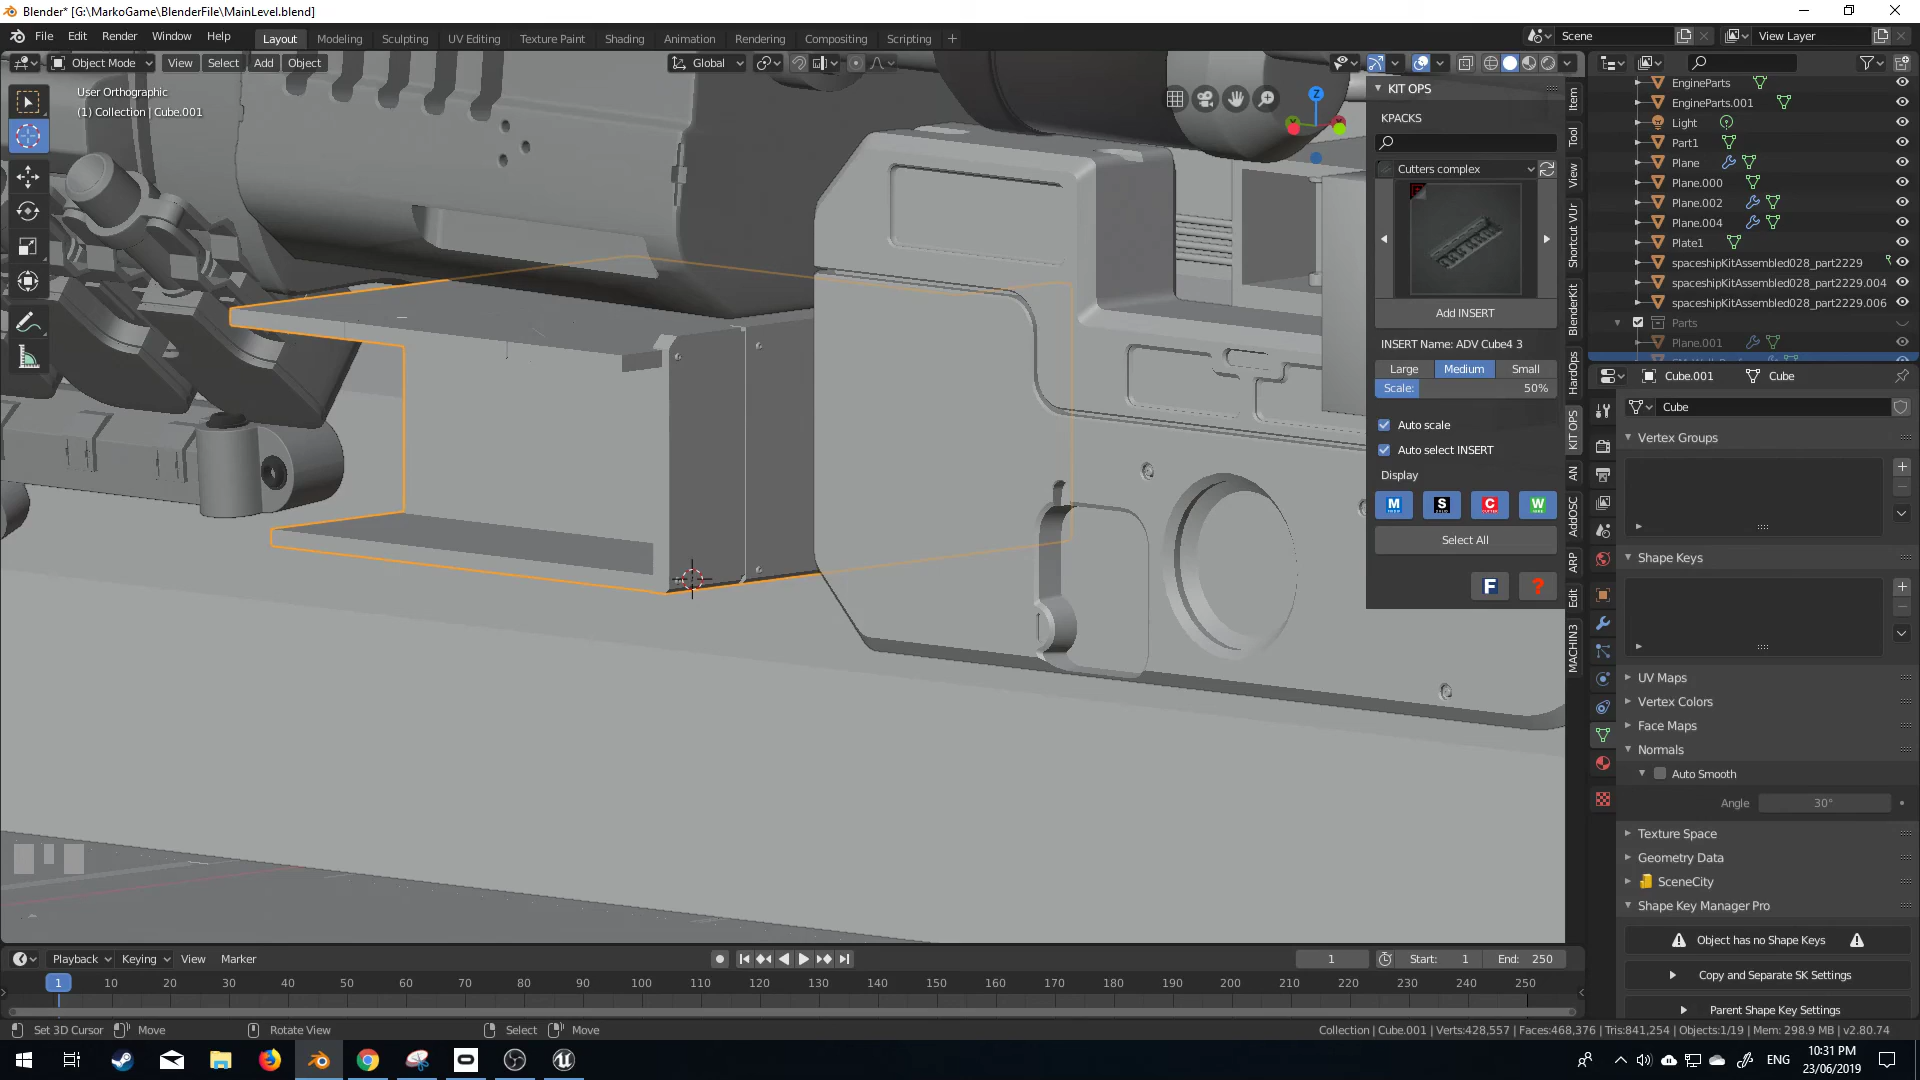 Blender* [G:\MarkoGame\BlenderFile\MainLevel.blend]
File Edit Render Window Help
Layout Modeling Sculpting UV Editing Texture Paint Shading Animation Rendering Compositing Scripting +
Scene
View Layer
Object Mode View Select Add Object
Global
User Orthographic
(1) Collection | Cube.001
Z
KIT OPS
KPACKS
Cutters complex
Add INSERT
INSERT Name: ADV Cube4 3
Large Medium Small
Scale: 50%
Auto scale
Auto select INSERT
Display
M S C W
Select All
F ?
Item
Tool
View
Shortcut VUr
BlenderKit
HardOps
KIT OPS
AN
AddOSC
ARP
Edit
MACHIN3
EngineParts
EngineParts.001
Light
Part1
Plane
Plane.000
Plane.002
Plane.004
Plate1
spaceshipKitAssembled028_part2229
spaceshipKitAssembled028_part2229.004
spaceshipKitAssembled028_part2229.006
Parts
Plane.001
Cube.001 Cube
Cube
Vertex Groups
Shape Keys
UV Maps
Vertex Colors
Face Maps
Normals
Auto Smooth
Angle 30°
Texture Space
Geometry Data
SceneCity
Shape Key Manager Pro
Object has no Shape Keys
Copy and Separate SK Settings
Parent Shape Key Settings
Playback Keying View Marker
1 Start: 1 End: 250
1 10 20 30 40 50 60 70 80 90 100 110 120 130 140 150 160 170 180 190 200 210 220 230 240 250
Set 3D Cursor Move Rotate View Select Move
Collection | Cube.001 | Verts:428,557 | Faces:468,376 | Tris:841,254 | Objects:1/19 | Mem: 298.9 MB | v2.80.74
ENG
10:31 PM
23/06/2019